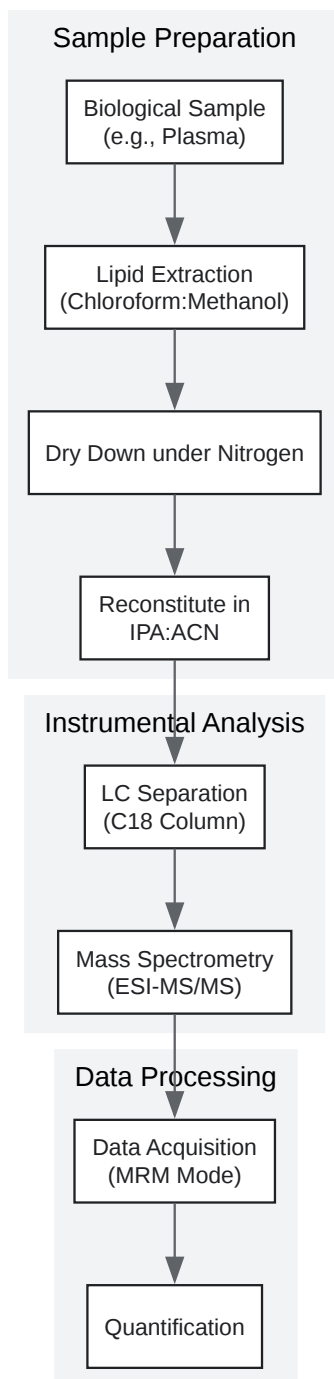 Sample Preparation
Biological Sample
(e.g., Plasma)
Lipid Extraction
(Chloroform:Methanol)
Dry Down under Nitrogen
Reconstitute in
IPA:ACN
Instrumental Analysis
LC Separation
(C18 Column)
Mass Spectrometry
(ESI-MS/MS)
Data Processing
Data Acquisition
(MRM Mode)
Quantification